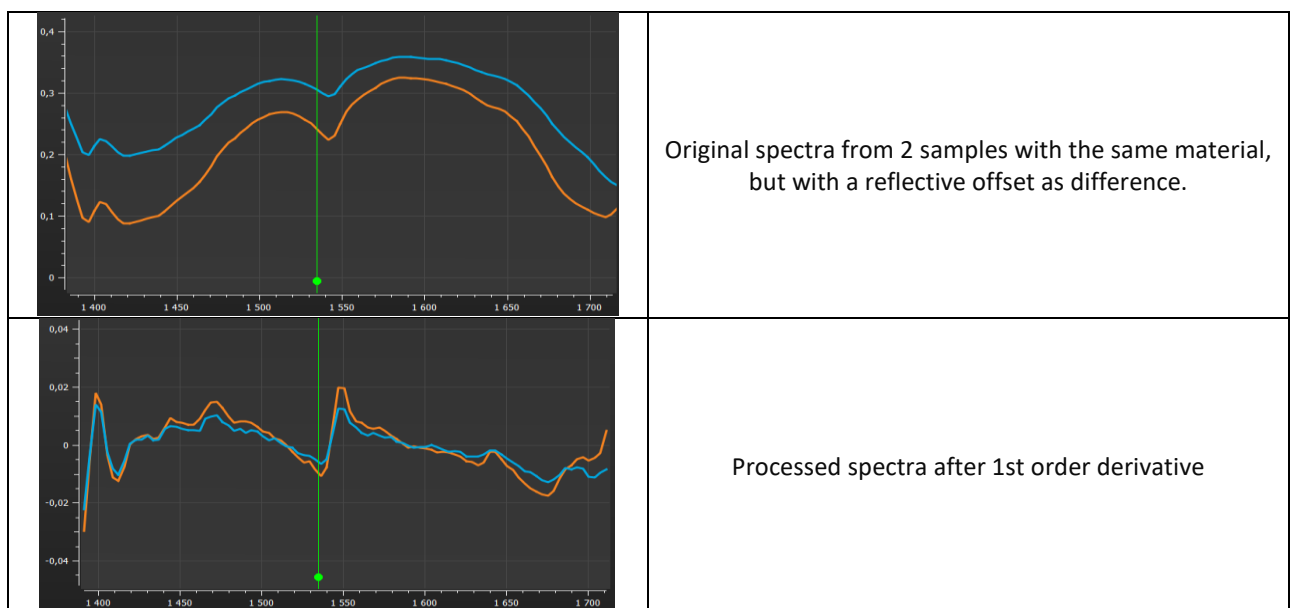 0,4
0,3
0,2
0,1
0
1 400 1 450 1 500 1 550 1 600 1 650 1 700
Original spectra from 2 samples with the same material,
but with a reflective offset as difference.
0,04
0,02
0
-0,02
-0,04
1 400 1 450 1 500 1 550 1 600 1 650 1 700
Processed spectra after 1st order derivative